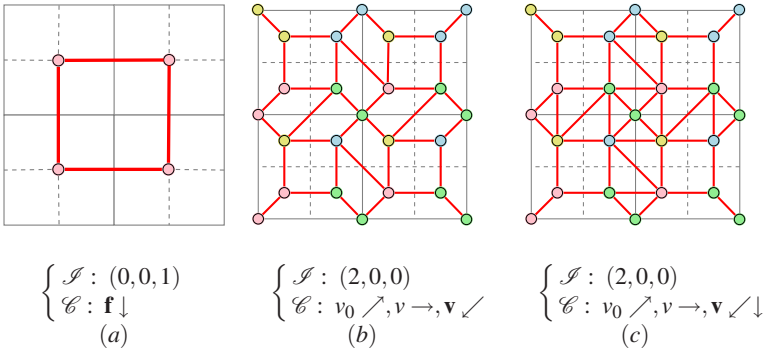 ℐ : (0,0,1)
𝒞 : f ↓
(a)
ℐ : (2,0,0)
𝒞 : v₀ ↗, v →, v ↙
(b)
ℐ : (2,0,0)
𝒞 : v₀ ↗, v →, v ↙↓
(c)